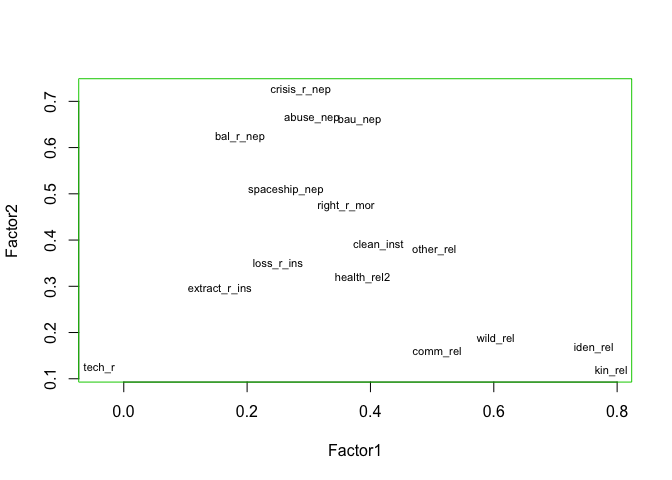 crisis_r_nep
abuse_nep
bau_nep
bal_r_nep
spaceship_nep
right_r_mor
clean_inst
other_rel
loss_r_ins
health_rel2
extract_r_ins
wild_rel
comm_rel
iden_rel
tech_r
kin_rel
0.7
0.6
0.5
0.4
0.3
0.2
0.1
Factor2
0.0 0.2 0.4 0.6 0.8
Factor1